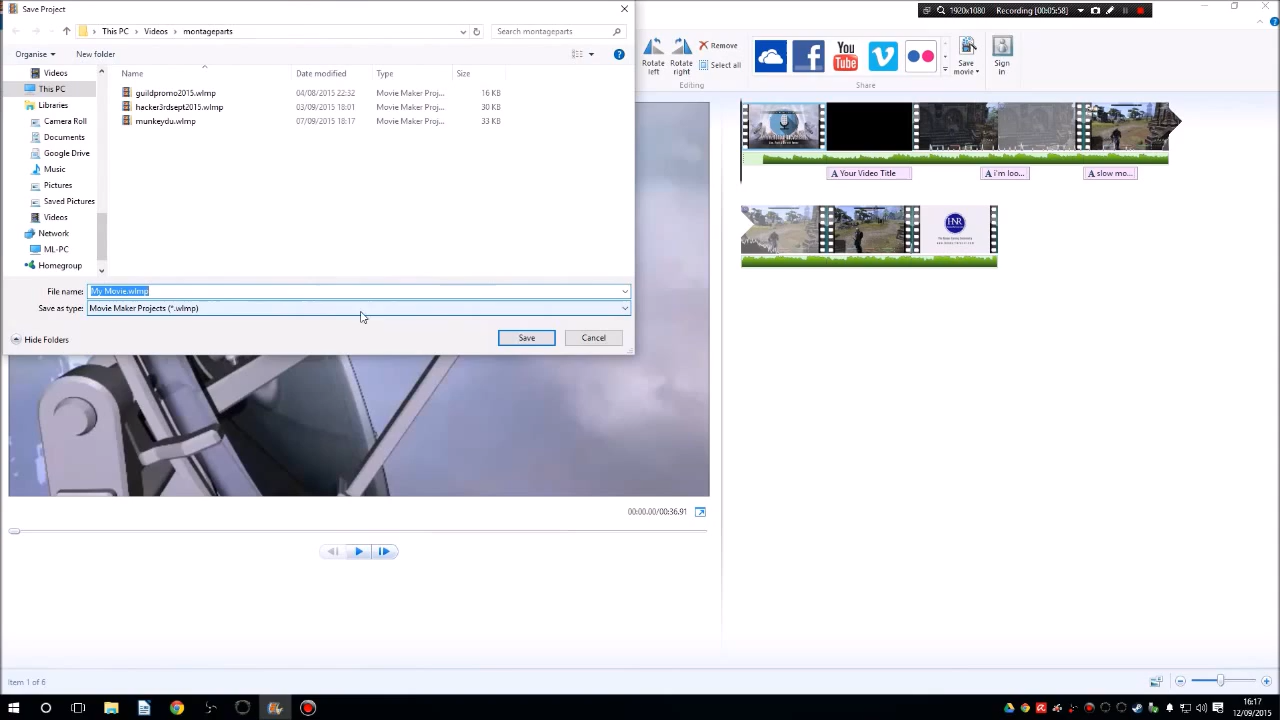 Save Project
1920x1080 Recording [00:05:58]
This PC > Videos > montageparts
Search montageparts
Organise
New folder
Rotate left
Rotate right
Remove
Select all
Editing
You Tube
Share
Save movie
Sign in
Name
Date modified
Type
Size
guildpromo2015.wlmp 04/08/2015 22:32 Movie Maker Proj... 16 KB
hacker3rdsept2015.wlmp 03/09/2015 18:01 Movie Maker Proj... 30 KB
munkeydu.wlmp 07/09/2015 18:17 Movie Maker Proj... 33 KB
Videos
This PC
Libraries
Camera Roll
Documents
Google Drive
Music
Pictures
Saved Pictures
Videos
Network
ML-PC
Homegroup
File name: My Movie.wlmp
Save as type: Movie Maker Projects (*.wlmp)
Hide Folders
Save
Cancel
A Your Video Title
A i'm loo...
A slow mo...
HNR
00:00.00/00:36.91
Item 1 of 6
16:17
12/09/2015